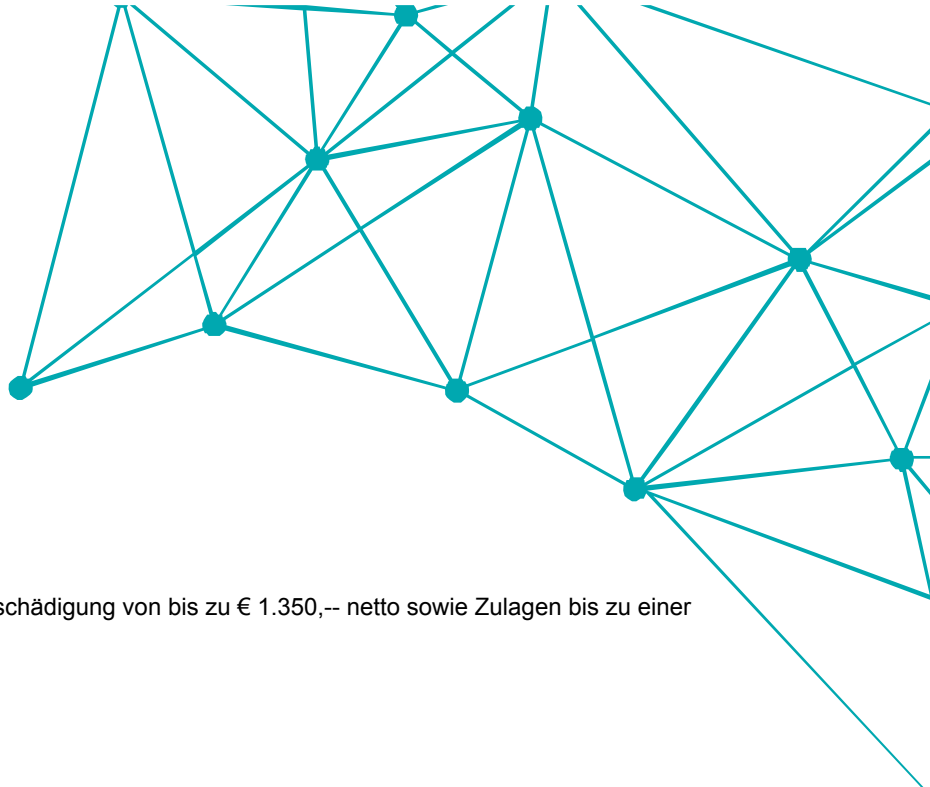 schädigung von bis zu € 1.350,-- netto sowie Zulagen bis zu einer